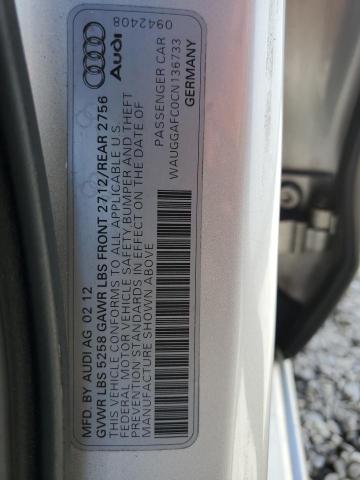 MFD. BY AUDI AG 02 12
GVWR LBS 5258 GAWR LBS FRONT 2712/REAR 2756
THIS VEHICLE CONFORMS TO ALL APPLICABLE U.S.
FEDERAL MOTOR VEHICLE SAFETY, BUMPER AND THEFT
PREVENTION STANDARDS IN EFFECT ON THE DATE OF
MANUFACTURE SHOWN ABOVE
PASSENGER CAR
WAUGGAFC0CN136733
GERMANY
Audi
0942408